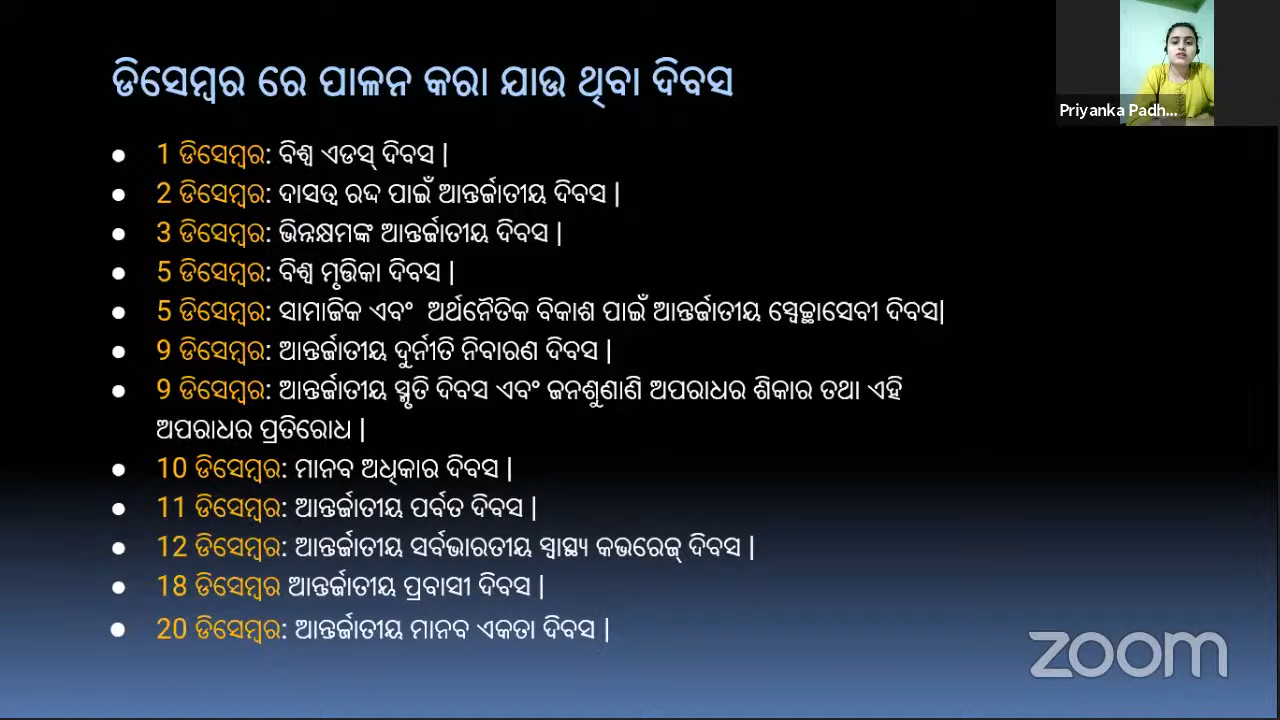 ଡିସେମ୍ବର ରେ ପାଳନ କରା ଯାଉ ଥିବା ଦିବସ
Priyanka Padh...
● 1 ଡିସେମ୍ବର: ବିଶ୍ୱ ଏଡସ୍ ଦିବସ |
● 2 ଡିସେମ୍ବର: ଦାସତ୍ୱ ରଦ୍ଦ ପାଇଁ ଆନ୍ତର୍ଜାତୀୟ ଦିବସ |
● 3 ଡିସେମ୍ବର: ଭିନ୍ନକ୍ଷମଙ୍କ ଆନ୍ତର୍ଜାତୀୟ ଦିବସ |
● 5 ଡିସେମ୍ବର: ବିଶ୍ୱ ମୃତ୍ତିକା ଦିବସ |
● 5 ଡିସେମ୍ବର: ସାମାଜିକ ଏବଂ ଅର୍ଥନୈତିକ ବିକାଶ ପାଇଁ ଆନ୍ତର୍ଜାତୀୟ ସ୍ୱେଚ୍ଛାସେବୀ ଦିବସ|
● 9 ଡିସେମ୍ବର: ଆନ୍ତର୍ଜାତୀୟ ଦୁର୍ନୀତି ନିବାରଣ ଦିବସ |
● 9 ଡିସେମ୍ବର: ଆନ୍ତର୍ଜାତୀୟ ସ୍ମୃତି ଦିବସ ଏବଂ ଜନଶୁଣାଣି ଅପରାଧର ଶିକାର ତଥା ଏହି
ଅପରାଧର ପ୍ରତିରୋଧ |
● 10 ଡିସେମ୍ବର: ମାନବ ଅଧିକାର ଦିବସ |
● 11 ଡିସେମ୍ବର: ଆନ୍ତର୍ଜାତୀୟ ପର୍ବତ ଦିବସ |
● 12 ଡିସେମ୍ବର: ଆନ୍ତର୍ଜାତୀୟ ସର୍ବଭାରତୀୟ ସ୍ୱାସ୍ଥ୍ୟ କଭରେଜ୍ ଦିବସ |
● 18 ଡିସେମ୍ବର ଆନ୍ତର୍ଜାତୀୟ ପ୍ରବାସୀ ଦିବସ |
● 20 ଡିସେମ୍ବର: ଆନ୍ତର୍ଜାତୀୟ ମାନବ ଏକତା ଦିବସ |
zoom